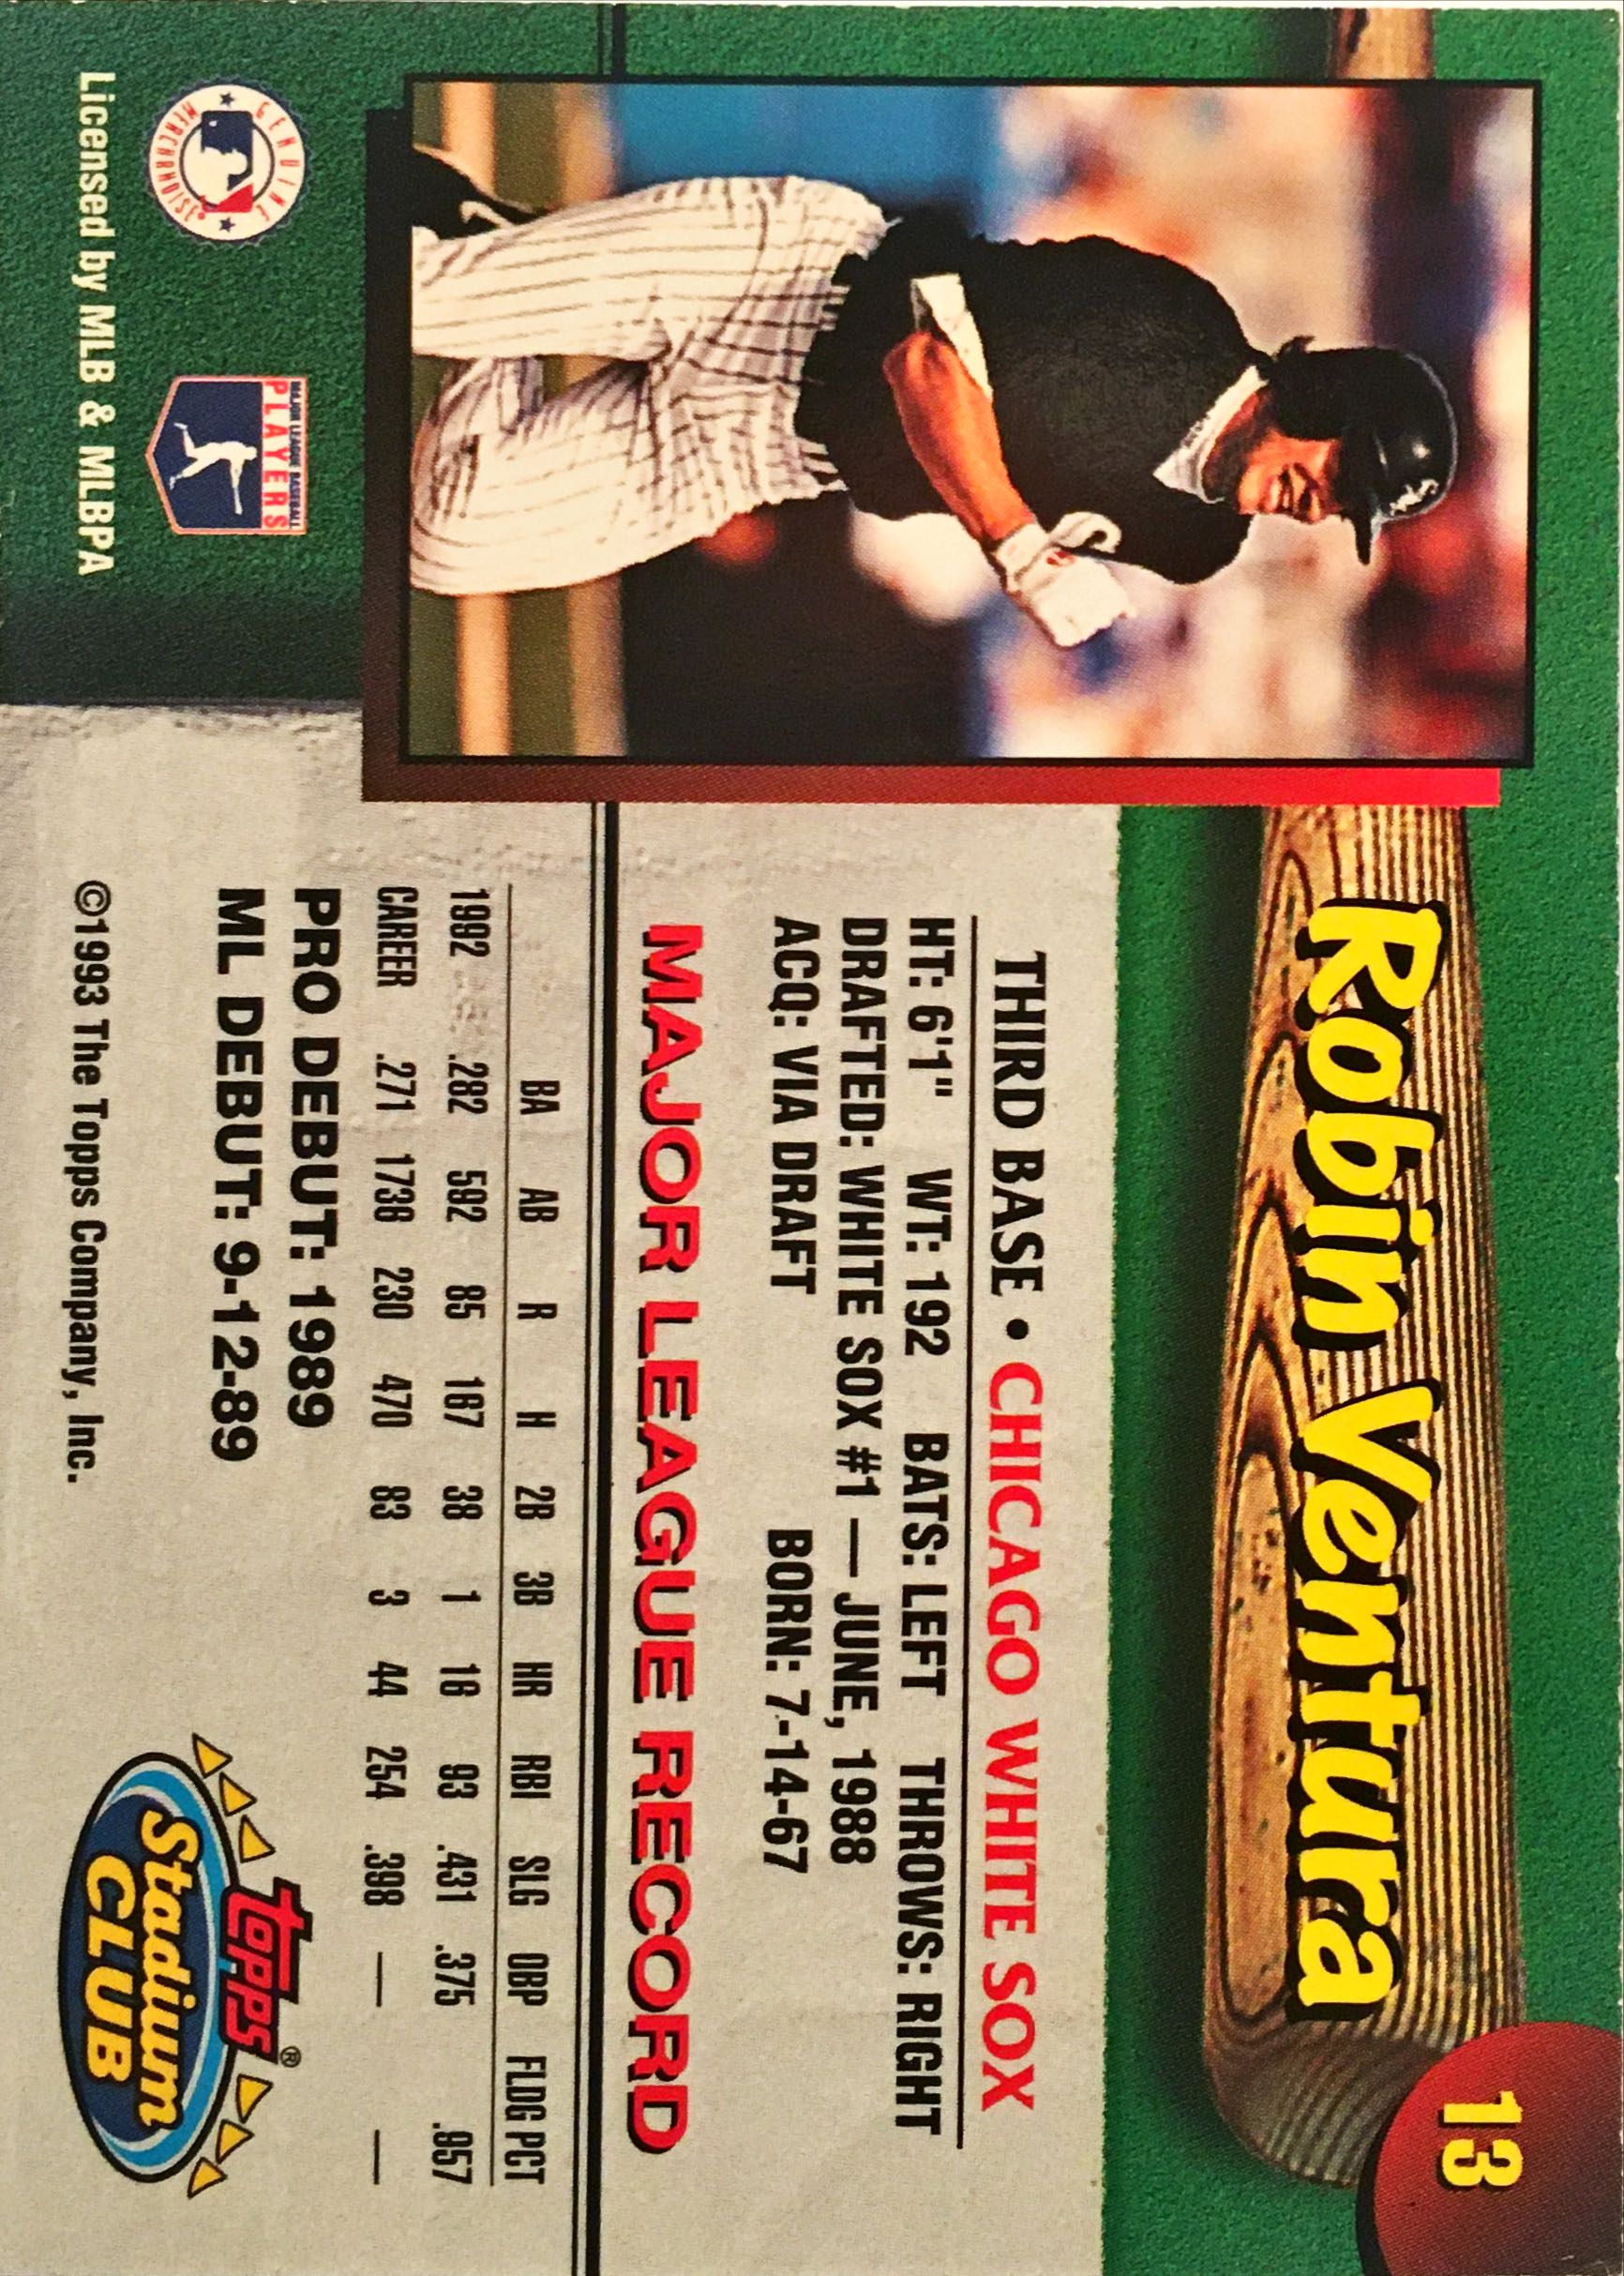 13
Robin Ventura
THIRD BASE • CHICAGO WHITE SOX
HT: 6'1" WT: 192 BATS: LEFT THROWS: RIGHT
DRAFTED: WHITE SOX #1 — JUNE, 1988
ACQ: VIA DRAFT BORN: 7-14-67
MAJOR LEAGUE RECORD
BA AB R H 2B 3B HR RBI SLG OBP FLDG PCT
1992 .282 592 85 167 38 1 16 93 .431 .375 .957
CAREER .271 1738 230 470 83 3 44 254 .398 — —
PRO DEBUT: 1989
ML DEBUT: 9-12-89
GENUINE
MERCHANDISE
MAJOR LEAGUE BASEBALL
PLAYERS
Licensed by MLB & MLBPA
©1993 The Topps Company, Inc.
TOPPS®
Stadium
CLUB